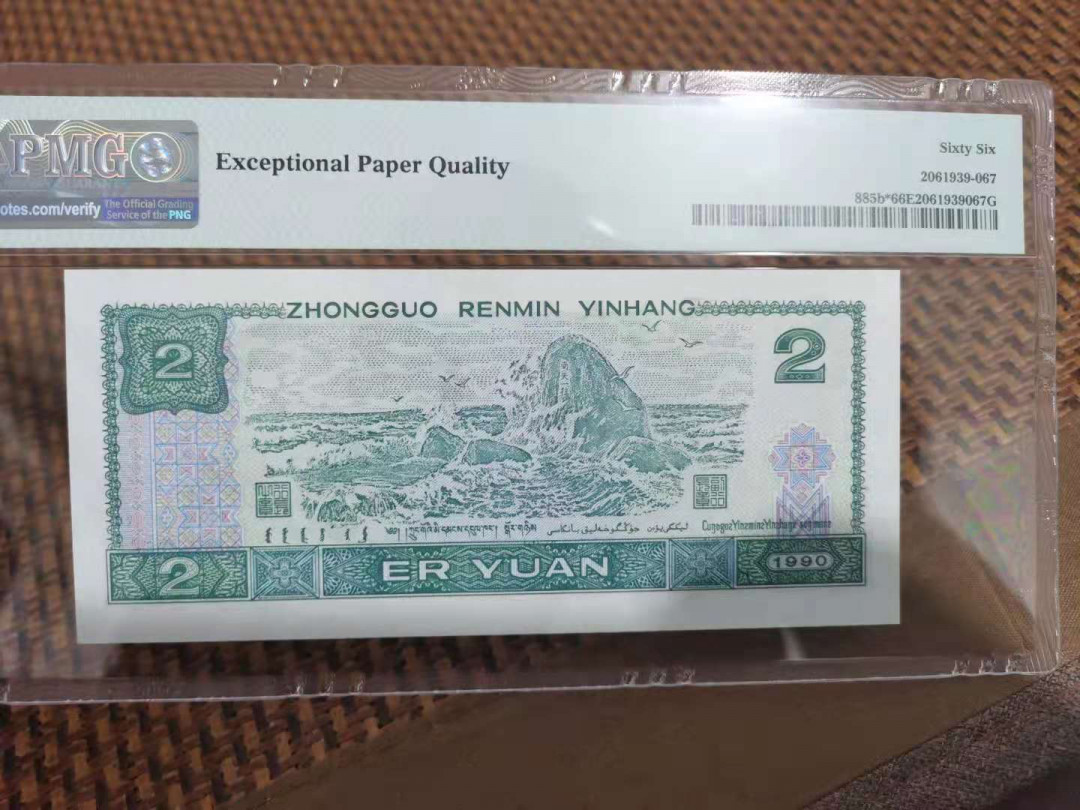 PMG
otes.com/verify
The Official Grading
Service of the PNG
Exceptional Paper Quality
Sixty Six
2061939-067
885b*66E2061939067G
ZHONGGUO RENMIN YINHANG
2
2
2
ER YUAN
1990